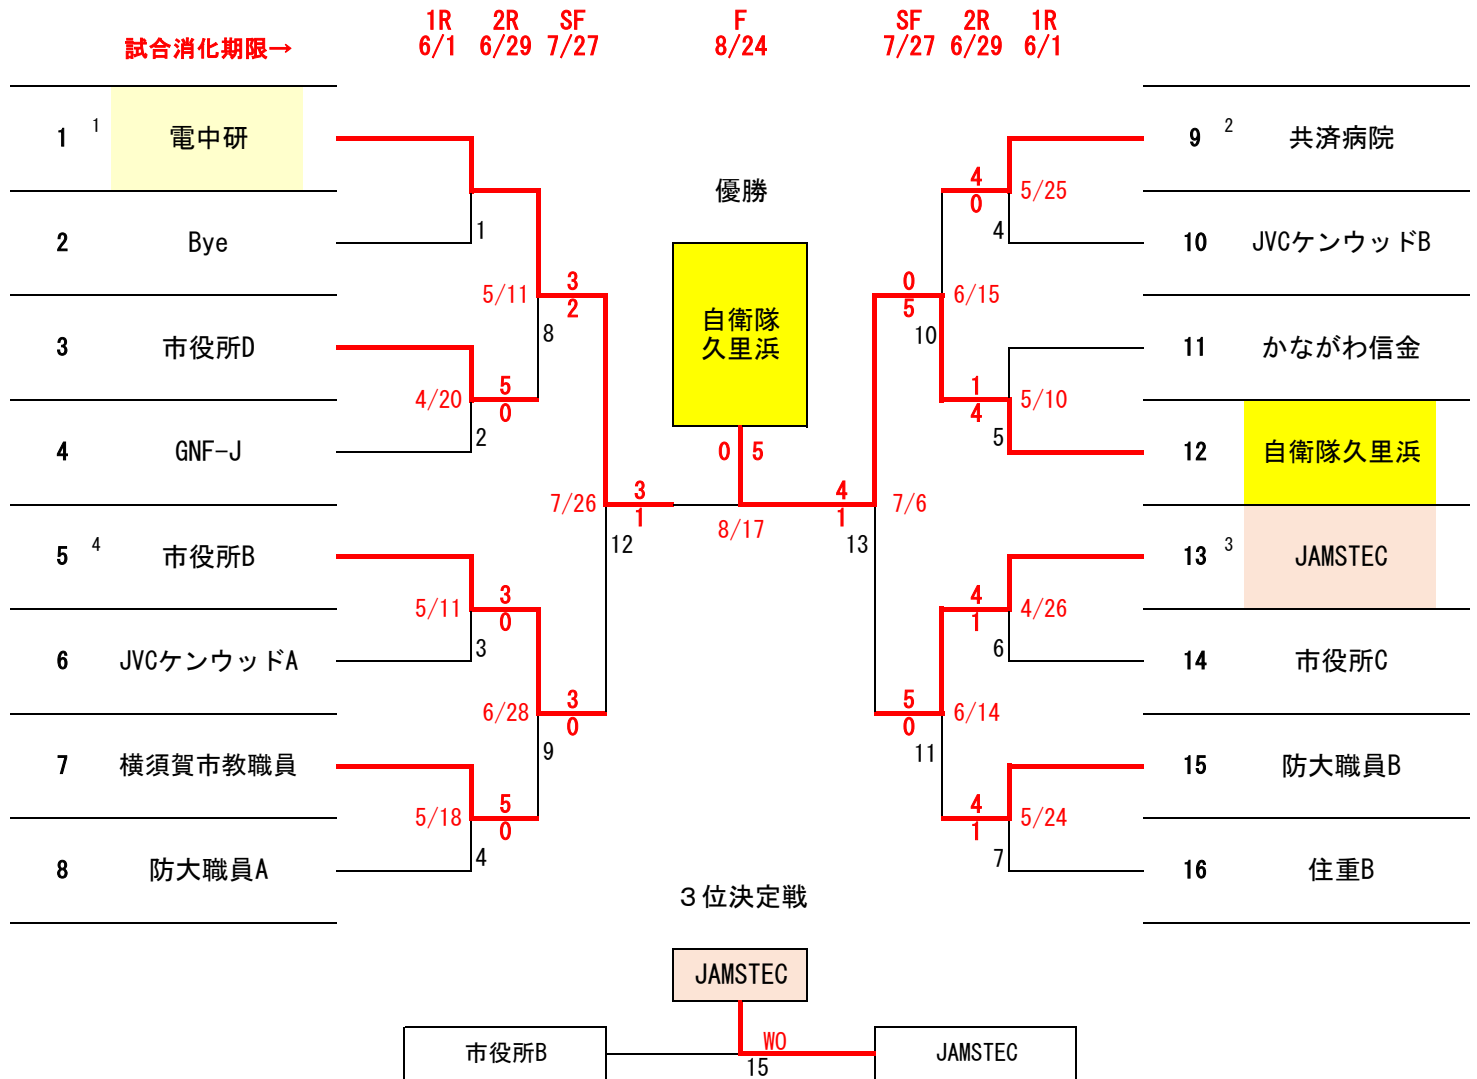 1R 2R SF F SF 2R 1R
試合消化期限→ 6/1 6/29 7/27 8/24 7/27 6/29 6/1
1 1 電中研
2 Bye
1
3 市役所D
4 GNF-J
4/20
5
0
2
5/11
3
2
8
5 4 市役所B
6 JVCケンウッドA
5/11
3
0
3
7 横須賀市教職員
8 防大職員A
5/18
5
0
4
6/28
3
0
9
7/26
3
1
12
優勝
自衛隊
久里浜
0 5
8/17
9 2 共済病院
10 JVCケンウッドB
4
0
5/25
4
11 かながわ信金
12 自衛隊久里浜
1
4
5/10
5
0
5
6/15
10
13 3 JAMSTEC
14 市役所C
4
1
4/26
6
15 防大職員B
16 住重B
4
1
5/24
7
5
0
6/14
11
4
1
7/6
13
3位決定戦
JAMSTEC
市役所B WO JAMSTEC
15